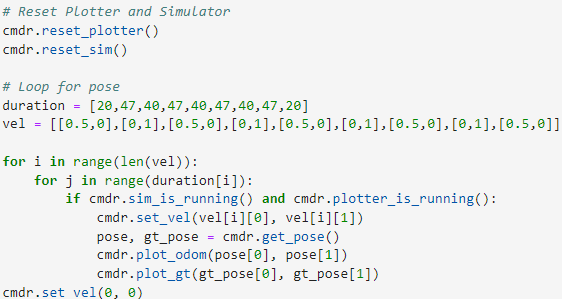 # Reset Plotter and Simulator
cmdr.reset_plotter()
cmdr.reset_sim()
# Loop for pose
duration = [20,47,40,47,40,47,40,47,20]
vel = [[0.5,0],[0,1],[0.5,0],[0,1],[0.5,0],[0,1],[0.5,0],[0,1],[0.5,0]]
for i in range(len(vel)):
    for j in range(duration[i]):
        if cmdr.sim_is_running() and cmdr.plotter_is_running():
            cmdr.set_vel(vel[i][0], vel[i][1])
            pose, gt_pose = cmdr.get_pose()
            cmdr.plot_odom(pose[0], pose[1])
            cmdr.plot_gt(gt_pose[0], gt_pose[1])
cmdr.set_vel(0, 0)